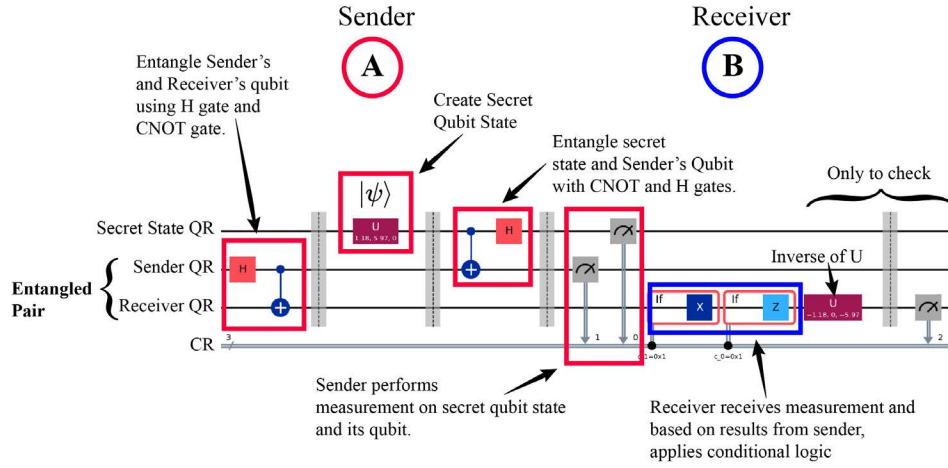 Sender
Receiver
A
B
Entangle Sender's
and Receiver's qubit
using H gate and
CNOT gate.
Create Secret
Qubit State
Entangle secret
state and Sender's Qubit
with CNOT and H gates.
Only to check
|ψ⟩
Secret State QR
U
1.18, 5.97, 0
H
Sender QR
H
Inverse of U
Entangled
Pair
Receiver QR
If
X
If
Z
U
−1.18, 0, −5.97
CR
3
1
0
2
c_1=0x1
c_0=0x1
Sender performs
measurement on secret qubit state
and its qubit.
Receiver receives measurement and
based on results from sender,
applies conditional logic